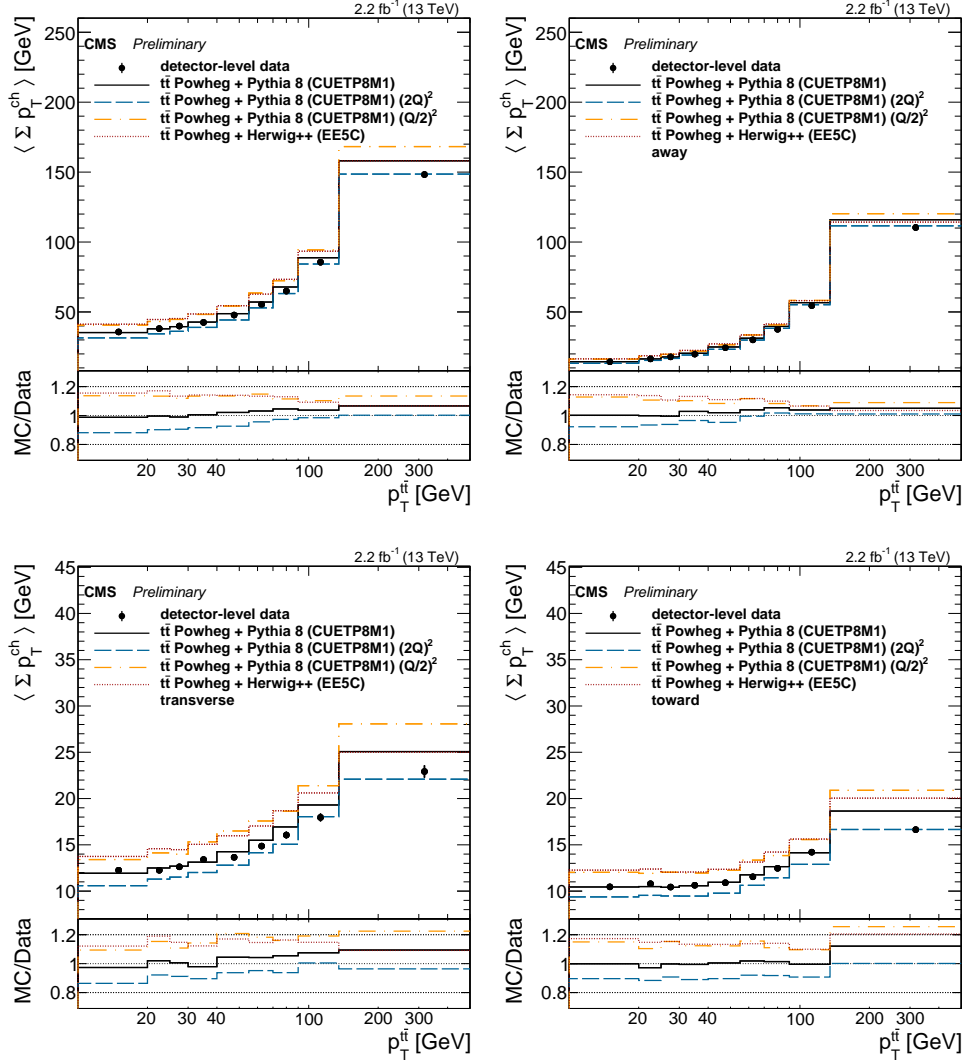 2.2 fb⁻¹ (13 TeV)
CMS Preliminary
detector-level data
tt̄ Powheg + Pythia 8 (CUETP8M1)
tt̄ Powheg + Pythia 8 (CUETP8M1) (2Q)²
tt̄ Powheg + Pythia 8 (CUETP8M1) (Q/2)²
tt̄ Powheg + Herwig++ (EE5C)
⟨ Σ p_T^ch ⟩ [GeV]
250
200
150
100
50
MC/Data
1.2
1
0.8
20 30 40 100 200 300
p_T^tt̄ [GeV]
2.2 fb⁻¹ (13 TeV)
CMS Preliminary
detector-level data
tt̄ Powheg + Pythia 8 (CUETP8M1)
tt̄ Powheg + Pythia 8 (CUETP8M1) (2Q)²
tt̄ Powheg + Pythia 8 (CUETP8M1) (Q/2)²
tt̄ Powheg + Herwig++ (EE5C)
away
⟨ Σ p_T^ch ⟩ [GeV]
250
200
150
100
50
MC/Data
1.2
1
0.8
20 30 40 100 200 300
p_T^tt̄ [GeV]
2.2 fb⁻¹ (13 TeV)
CMS Preliminary
detector-level data
tt̄ Powheg + Pythia 8 (CUETP8M1)
tt̄ Powheg + Pythia 8 (CUETP8M1) (2Q)²
tt̄ Powheg + Pythia 8 (CUETP8M1) (Q/2)²
tt̄ Powheg + Herwig++ (EE5C)
transverse
⟨ Σ p_T^ch ⟩ [GeV]
45
40
35
30
25
20
15
10
MC/Data
1.2
1
0.8
20 30 40 100 200 300
p_T^tt̄ [GeV]
2.2 fb⁻¹ (13 TeV)
CMS Preliminary
detector-level data
tt̄ Powheg + Pythia 8 (CUETP8M1)
tt̄ Powheg + Pythia 8 (CUETP8M1) (2Q)²
tt̄ Powheg + Pythia 8 (CUETP8M1) (Q/2)²
tt̄ Powheg + Herwig++ (EE5C)
toward
⟨ Σ p_T^ch ⟩ [GeV]
45
40
35
30
25
20
15
10
MC/Data
1.2
1
0.8
20 30 40 100 200 300
p_T^tt̄ [GeV]